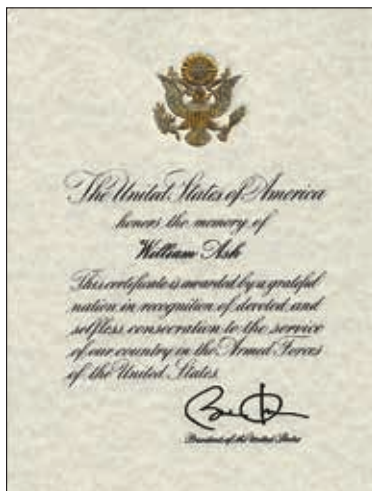 The United States of America
honors the memory of
William Ash
This certificate is awarded by a grateful
nation in recognition of devoted and
selfless consecration to the service
of our country in the Armed Forces
of the United States.
President of the United States